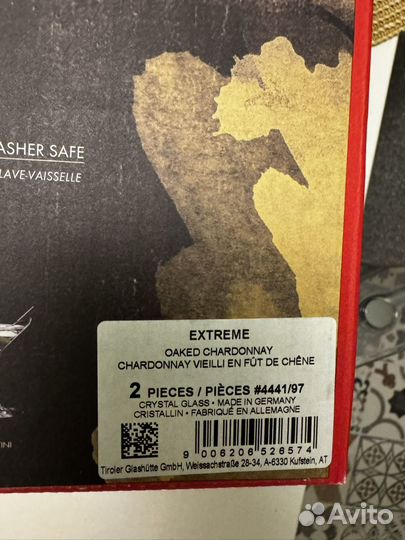 ASHER SAFE
LAVE-VAISSELLE
INI
EXTREME
OAKED CHARDONNAY
CHARDONNAY VIEILLI EN FÛT DE CHÊNE
2 PIECES / PIÈCES #4441/97
CRYSTAL GLASS • MADE IN GERMANY
CRISTALLIN • FABRIQUÉ EN ALLEMAGNE
9 006206 526574
Tiroler Glashütte GmbH, Weissachstraße 28-34, A-6330 Kufstein, AT
Avito